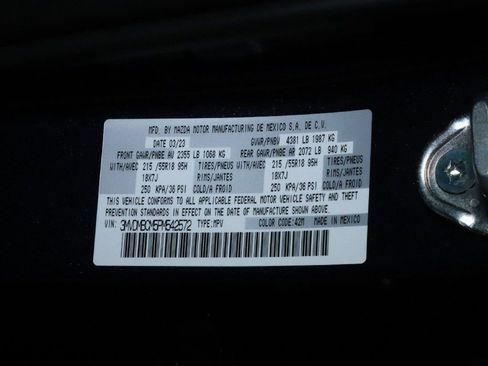 MFD. BY MAZDA MOTOR MANUFACTURING DE MEXICO S.A. DE C.V.
DATE 03/23 GVWR/PNBV 4381 LB 1987 KG
FRONT GAWR/PNBE AV 2355 LB 1068 KG REAR GAWR/PNBE AR 2072 LB 940 KG
WITH/AVEC 215 /55R18 95H TIRES/PNEUS WITH/AVEC 215 /55R18 95H TIRES/PNEUS
18X7J RIMS/JANTES 18X7J RIMS/JANTES
250 KPA/36 PSI COLD/A FROID 250 KPA/36 PSI COLD/A FROID
THIS VEHICLE CONFORMS TO ALL APPLICABLE FEDERAL MOTOR VEHICLE SAFETY AND THEFT
PREVENTION STANDARDS IN EFFECT ON THE DATE OF MANUFACTURE SHOWN ABOVE.
VIN: 3MVDMBCM5PM542572 TYPE:MPV COLOR CODE:42M MADE IN MEXICO